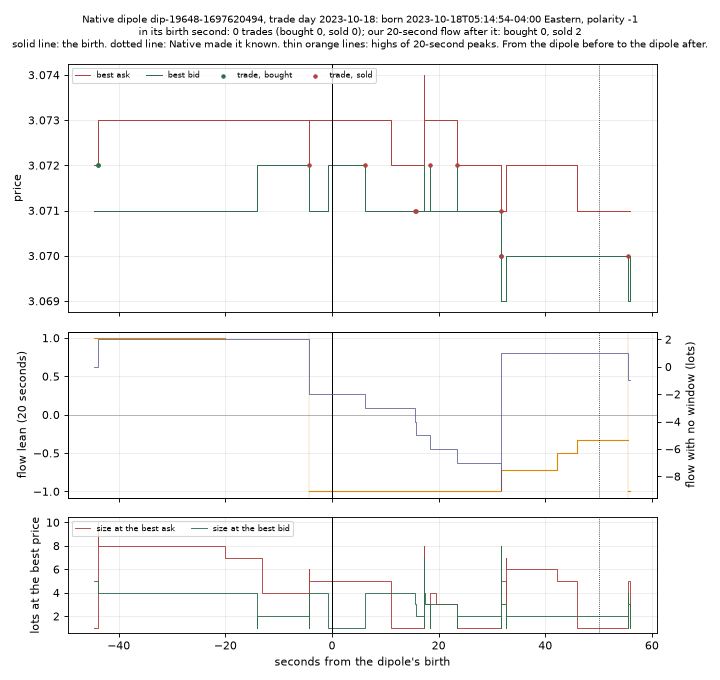 Native dipole dip-19648-1697620494, trade day 2023-10-18: born 2023-10-18T05:14:54-04:00 Eastern, polarity -1
in its birth second: 0 trades (bought 0, sold 0); our 20-second flow after it: bought 0, sold 2
solid line: the birth. dotted line: Native made it known. thin orange lines: highs of 20-second peaks. From the dipole before to the dipole after.
best ask
best bid
trade, bought
trade, sold
3.074
3.073
3.072
3.071
3.070
3.069
price
1.0
0.5
0.0
−0.5
−1.0
flow lean (20 seconds)
2
0
−2
−4
−6
−8
flow with no window (lots)
size at the best ask
size at the best bid
10
8
6
4
2
lots at the best price
−40
−20
0
20
40
60
seconds from the dipole's birth